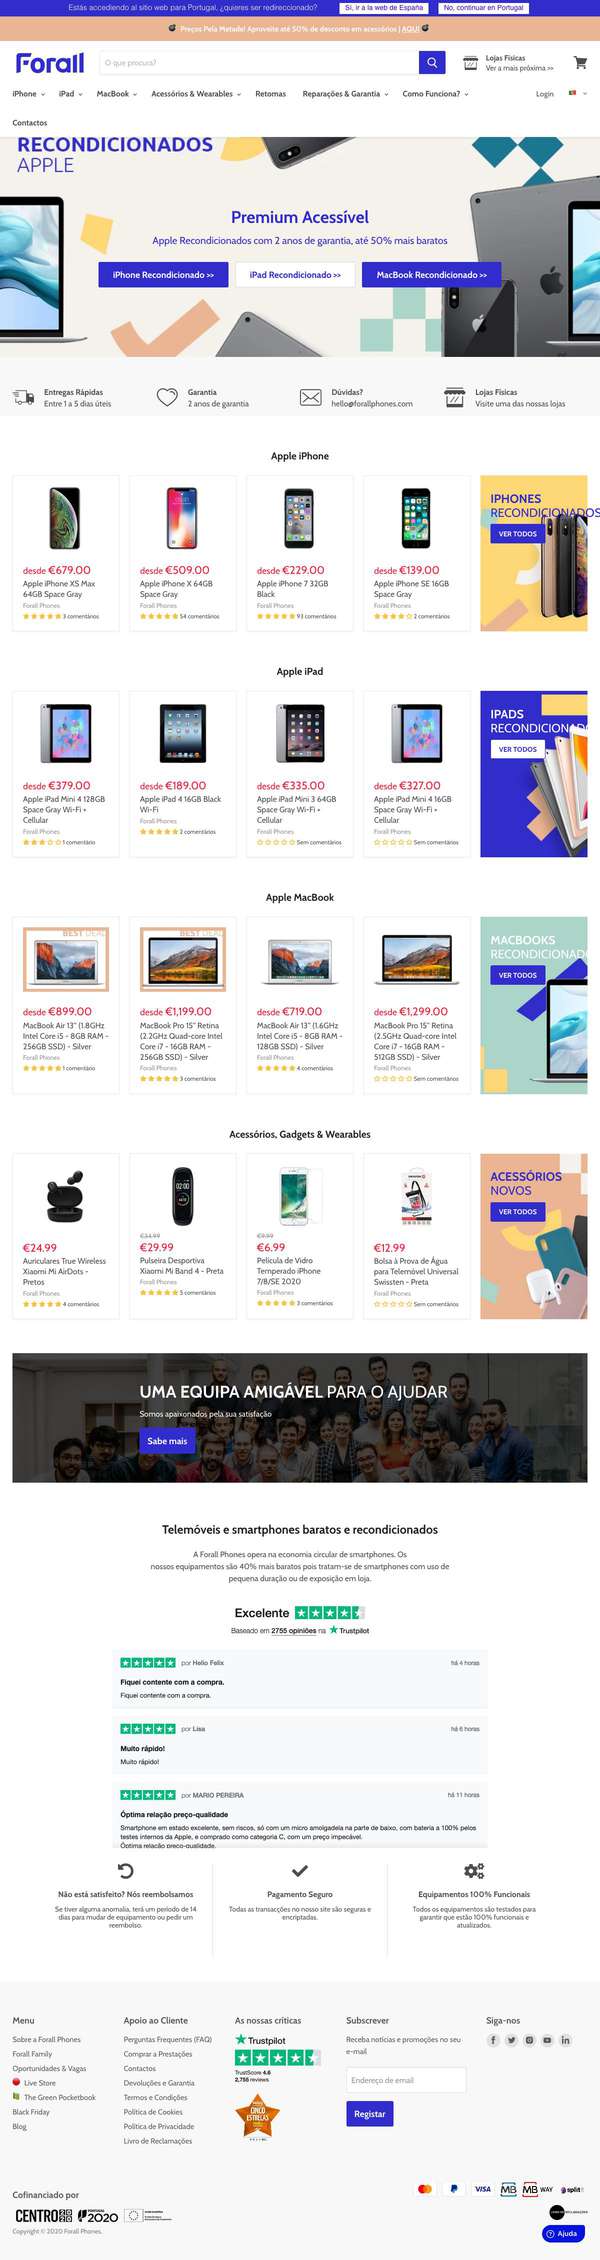 Estás accediendo al sitio web para Portugal, ¿quieres ser redireccionado?
Sí, ir a la web de España
No, continuar en Portugal
Preços Pela Metade! Aproveite até 50% de desconto em acessórios | AQUI
Forall
O que procura?
Lojas Físicas
Ver a mais próxima >>
iPhone
iPad
MacBook
Acessórios & Wearables
Retomas
Reparações & Garantia
Como Funciona?
Login
Contactos
RECONDICIONADOS
APPLE
Premium Acessível
Apple Recondicionados com 2 anos de garantia, até 50% mais baratos
iPhone Recondicionado >>
iPad Recondicionado >>
MacBook Recondicionado >>
Entregas Rápidas
Entre 1 a 5 dias úteis
Garantia
2 anos de garantia
Dúvidas?
hello@forallphones.com
Lojas Físicas
Visite uma das nossas lojas
Apple iPhone
desde €679.00
Apple iPhone XS Max
64GB Space Gray
Forall Phones
3 comentários
desde €509.00
Apple iPhone X 64GB
Space Gray
Forall Phones
54 comentários
desde €229.00
Apple iPhone 7 32GB
Black
Forall Phones
93 comentários
desde €139.00
Apple iPhone SE 16GB
Space Gray
Forall Phones
2 comentários
IPHONES
RECONDICIONADOS
VER TODOS
Apple iPad
desde €379.00
Apple iPad Mini 4 128GB
Space Gray Wi-Fi +
Cellular
Forall Phones
1 comentário
desde €189.00
Apple iPad 4 16GB Black
Wi-Fi
Forall Phones
2 comentários
desde €335.00
Apple iPad Mini 3 64GB
Space Gray Wi-Fi +
Cellular
Forall Phones
Sem comentários
desde €327.00
Apple iPad Mini 4 16GB
Space Gray Wi-Fi +
Cellular
Forall Phones
Sem comentários
IPADS
RECONDICIONADO
VER TODOS
Apple MacBook
BEST DEAL
desde €899.00
MacBook Air 13" (1.8GHz
Intel Core i5 - 8GB RAM -
256GB SSD) - Silver
Forall Phones
1 comentário
BEST DEAL
desde €1,199.00
MacBook Pro 15" Retina
(2.2GHz Quad-core Intel
Core i7 - 16GB RAM -
256GB SSD) - Silver
Forall Phones
3 comentários
desde €719.00
MacBook Air 13" (1.6GHz
Intel Core i5 - 8GB RAM -
128GB SSD) - Silver
Forall Phones
4 comentários
desde €1,299.00
MacBook Pro 15" Retina
(2.5GHz Quad-core Intel
Core i7 - 16GB RAM -
512GB SSD) - Silver
Forall Phones
Sem comentários
MACBOOKS
RECONDICIONADO
VER TODOS
Acessórios, Gadgets & Wearables
€24.99
Auriculares True Wireless
Xiaomi Mi AirDots -
Pretos
Forall Phones
4 comentários
€34.99
€29.99
Pulseira Desportiva
Xiaomi Mi Band 4 - Preta
Forall Phones
5 comentários
€9.99
€6.99
Película de Vidro
Temperado iPhone
7/8/SE 2020
Forall Phones
3 comentários
€12.99
Bolsa à Prova de Água
para Telemóvel Universal
Swissten - Preta
Forall Phones
Sem comentários
ACESSÓRIOS
NOVOS
VER TODOS
UMA EQUIPA AMIGÁVEL PARA O AJUDAR
Somos apaixonados pela sua satisfação
Sabe mais
Telemóveis e smartphones baratos e recondicionados
A Forall Phones opera na economia circular de smartphones. Os
nossos equipamentos são 40% mais baratos pois tratam-se de smartphones com uso de
pequena duração ou de exposição em loja.
Excelente
Baseado em 2755 opiniões na Trustpilot
por Helio Felix
há 4 horas
Fiquei contente com a compra.
Fiquei contente com a compra.
por Lisa
há 6 horas
Muito rápido!
Muito rápido!
por MARIO PEREIRA
há 11 horas
Óptima relação preço-qualidade
Smartphone em estado excelente, sem riscos, só com um micro amolgadela na parte de baixo, com bateria a 100% pelos
testes internos da Apple, e comprado como categoria C, com um preço impecável.
Óptima relação preço-qualidade.
Não está satisfeito? Nós reembolsamos
Se tiver alguma anomalia, terá um período de 14
dias para mudar de equipamento ou pedir um
reembolso.
Pagamento Seguro
Todas as transacções no nosso site são seguras e
encriptadas.
Equipamentos 100% Funcionais
Todos os equipamentos são testados para
garantir que estão 100% funcionais e
atualizados.
Menu
Sobre a Forall Phones
Forall Family
Oportunidades & Vagas
Live Store
The Green Pocketbook
Black Friday
Blog
Apoio ao Cliente
Perguntas Frequentes (FAQ)
Comprar a Prestações
Contactos
Devoluções e Garantia
Termos e Condições
Política de Cookies
Política de Privacidade
Livro de Reclamações
As nossas críticas
Trustpilot
TrustScore 4.6
2,755 reviews
CINCO
ESTRELAS
Subscrever
Receba notícias e promoções no seu
e-mail
Endereço de email
Registar
Siga-nos
VISA
MB
MB WAY
splitit
Cofinanciado por
CENTRO 2020
PORTUGAL
2020
Copyright © 2020 Forall Phones.
Ajuda